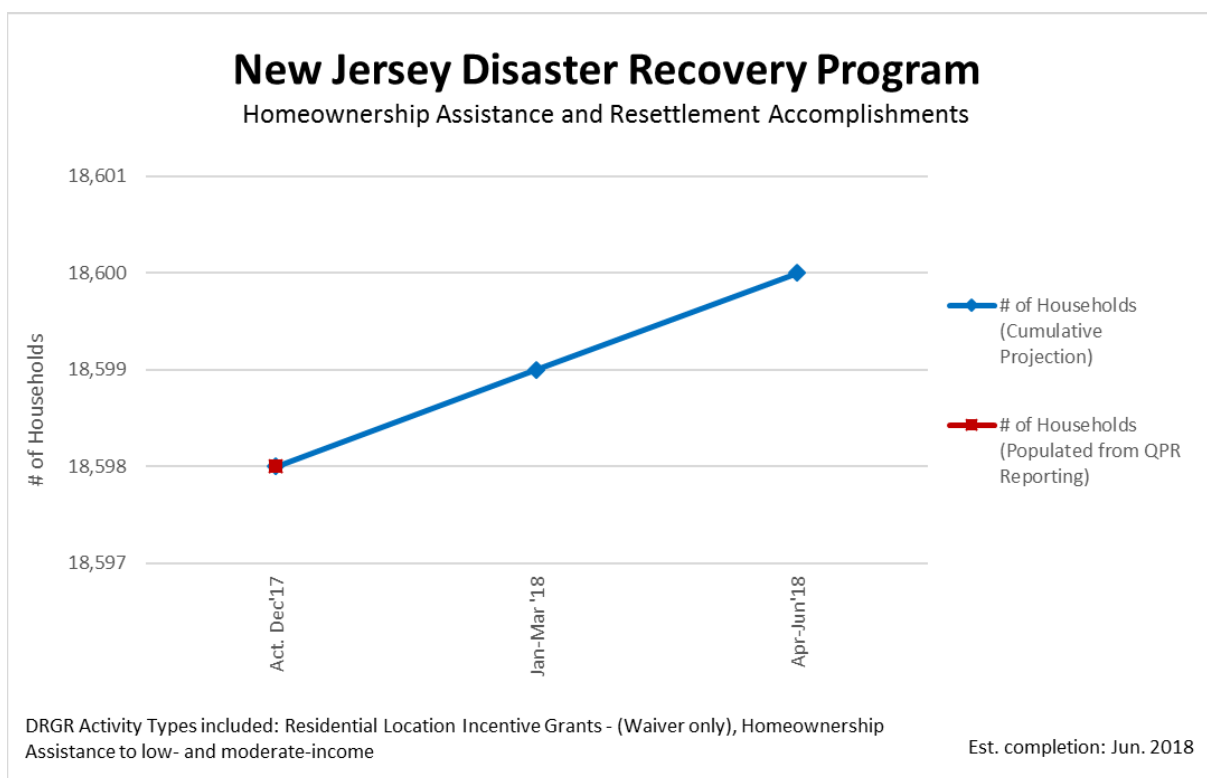 New Jersey Disaster Recovery Program
Homeownership Assistance and Resettlement Accomplishments
18,601
18,600
18,599
18,598
18,597
# of Households
Act. Dec'17
Jan-Mar '18
Apr-Jun'18
# of Households
(Cumulative
Projection)
# of Households
(Populated from QPR
Reporting)
DRGR Activity Types included: Residential Location Incentive Grants - (Waiver only), Homeownership
Assistance to low- and moderate-income
Est. completion: Jun. 2018